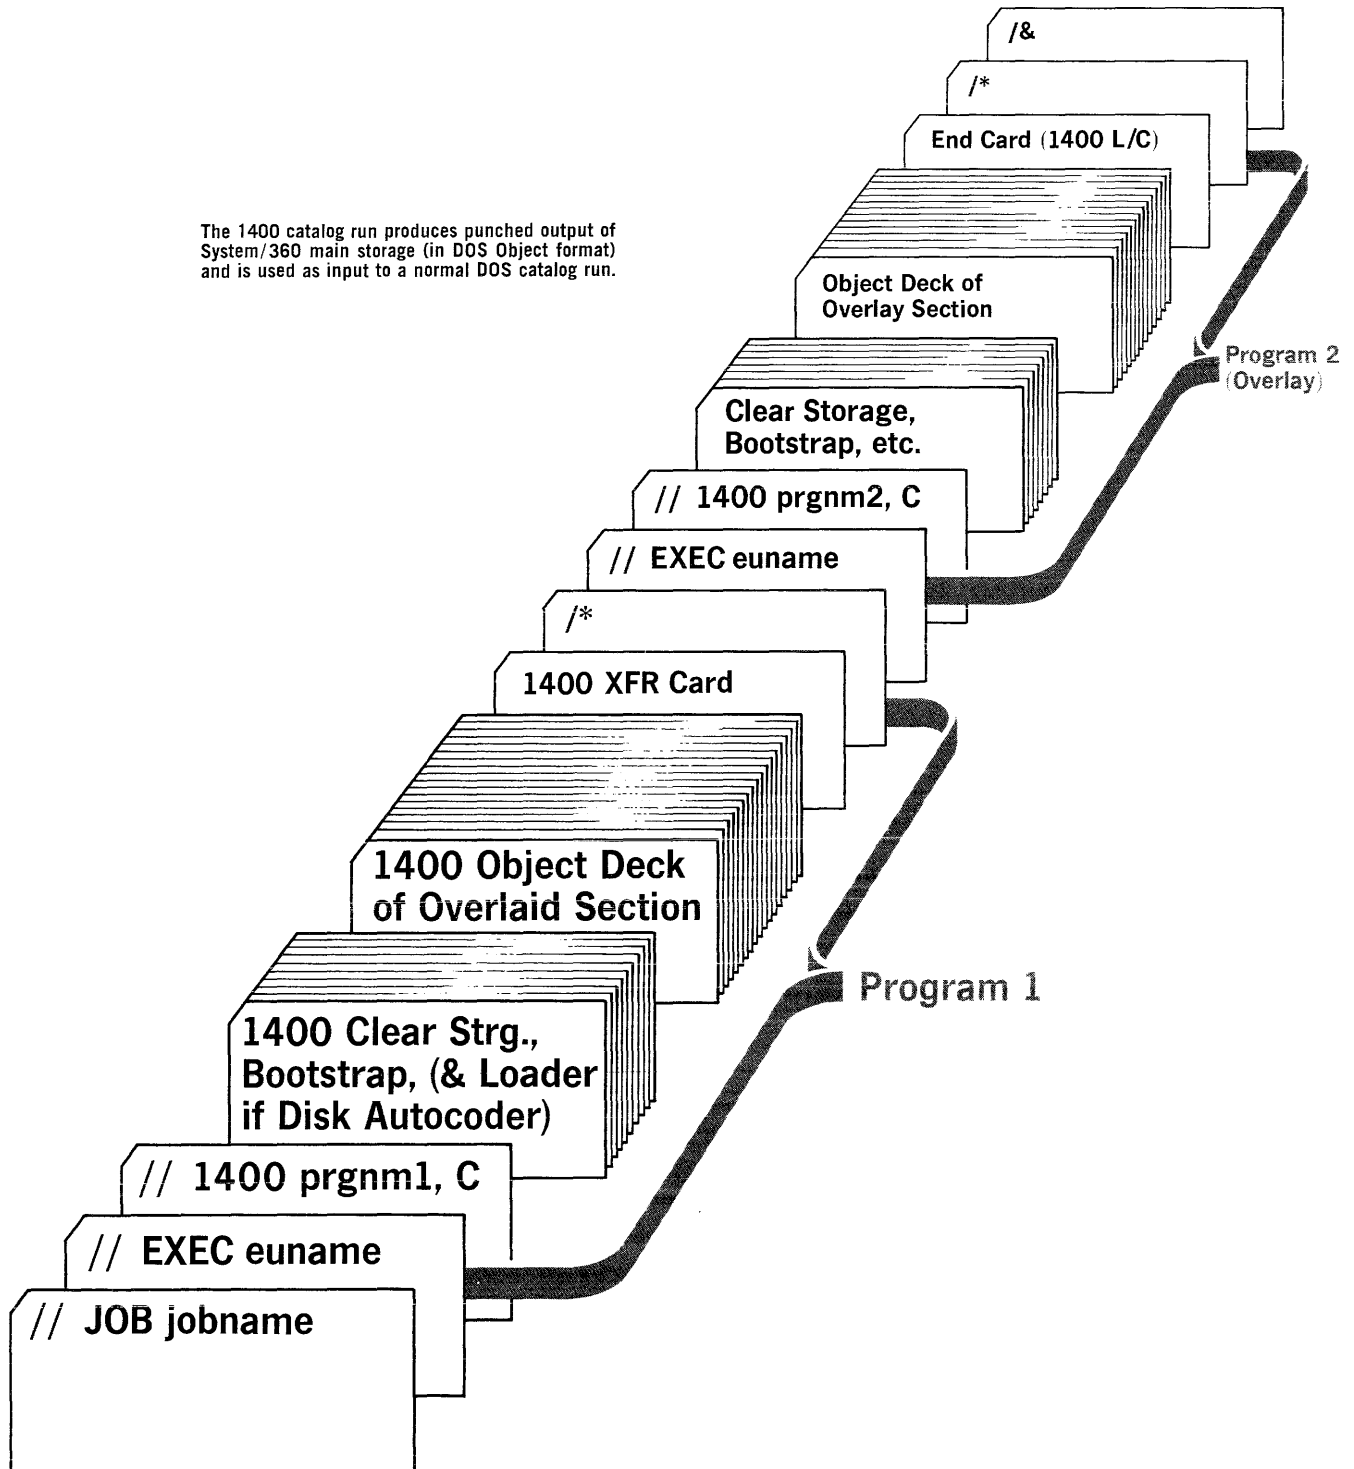 /&
/*
End Card (1400 L/C)
The 1400 catalog run produces punched output of
System/360 main storage (in DOS Object format)
and is used as input to a normal DOS catalog run.
Object Deck of
Overlay Section
Program 2
(Overlay)
Clear Storage,
Bootstrap, etc.
// 1400 prgnm2, C
// EXEC euname
/*
1400 XFR Card
1400 Object Deck
of Overlaid Section
Program 1
1400 Clear Strg.,
Bootstrap, (& Loader
if Disk Autocoder)
// 1400 prgnm1, C
// EXEC euname
// JOB jobname